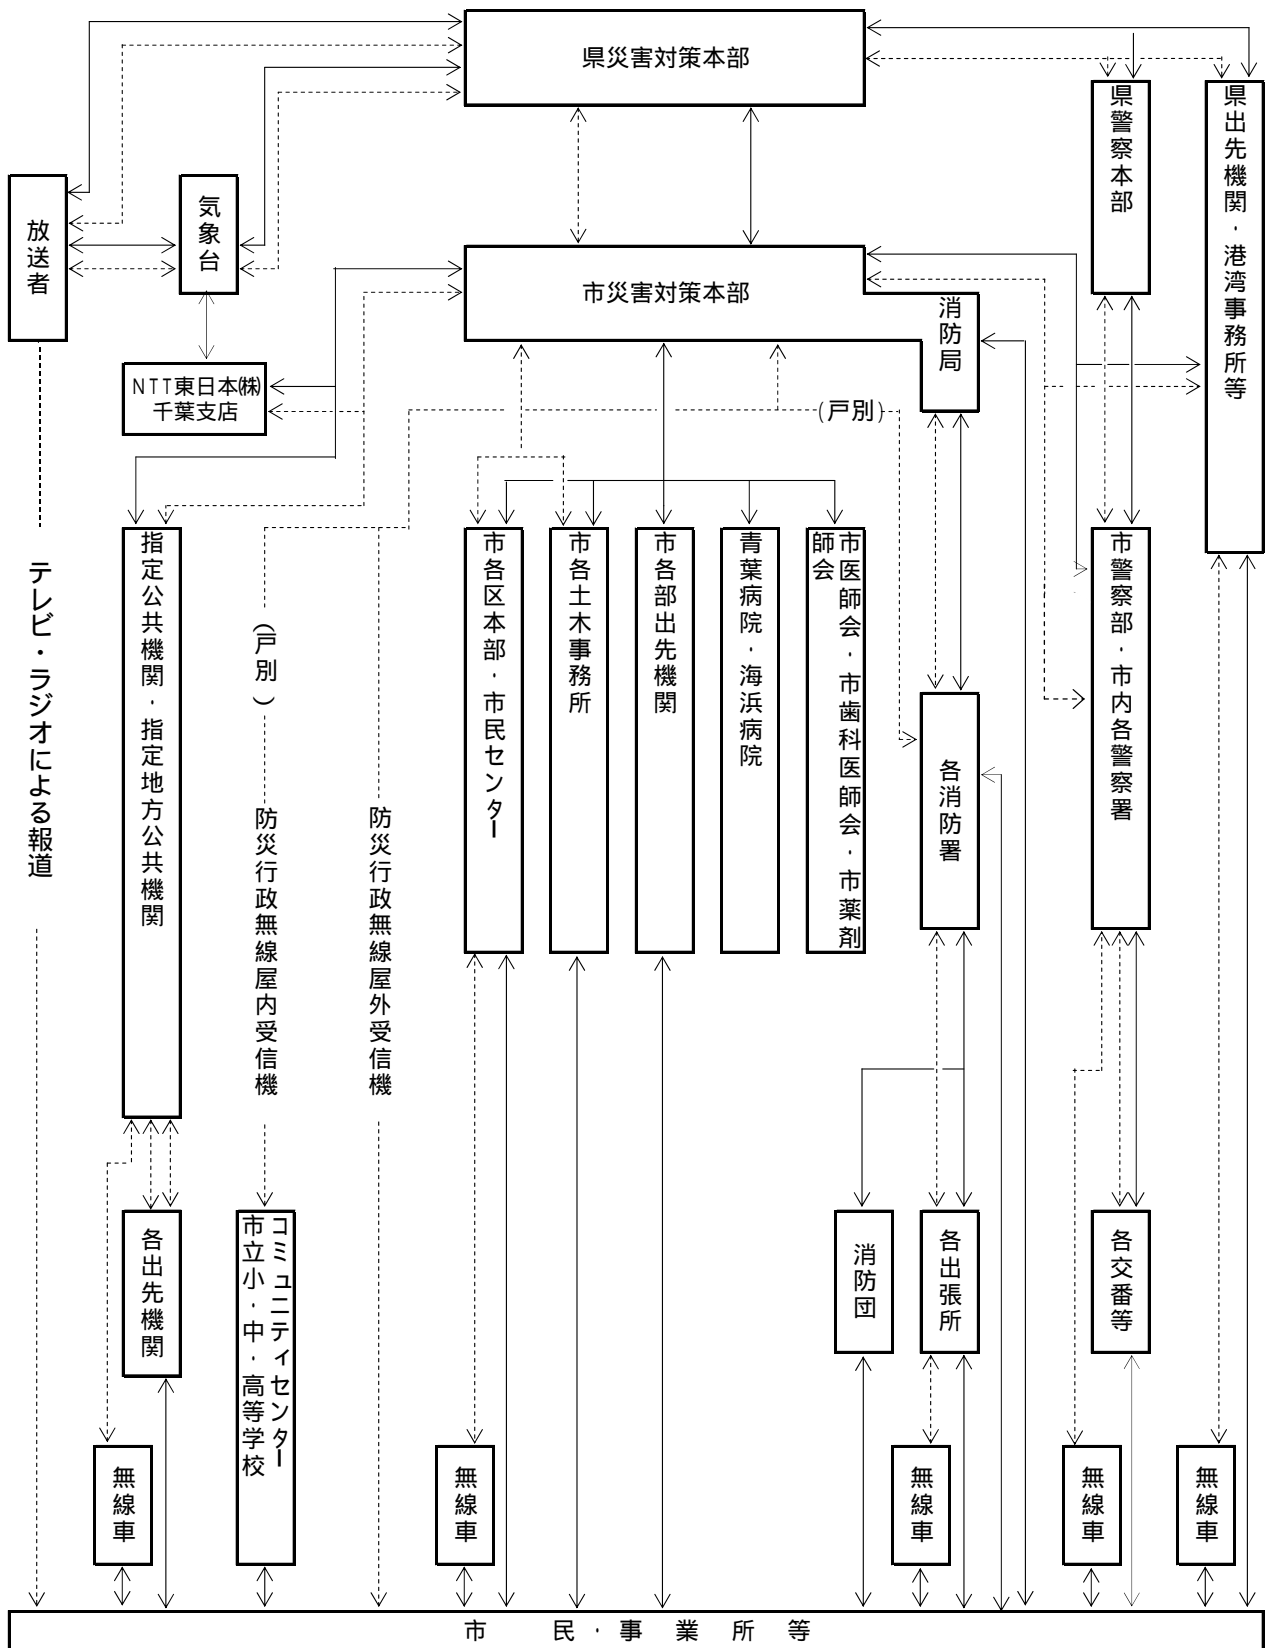 県災害対策本部
県警察本部
県出先機関・港湾事務所等
放送者
気象台
市災害対策本部
消防局
NTT東日本㈱
千葉支店
(戸別)
指定公共機関・指定地方公共機関
市各区本部・市民センター
市各土木事務所
市各部出先機関
青葉病院・海浜病院
市医師会・市歯科医師会・市薬剤
師会
市警察部・市内各警察署
テレビ・ラジオによる報道
(戸別)
防災行政無線屋内受信機
防災行政無線屋外受信機
各消防署
各出先機関
コミュニティセンター
市立小・中・高等学校
消防団
各出張所
各交番等
無線車
無線車
無線車
無線車
無線車
市民・事業所等